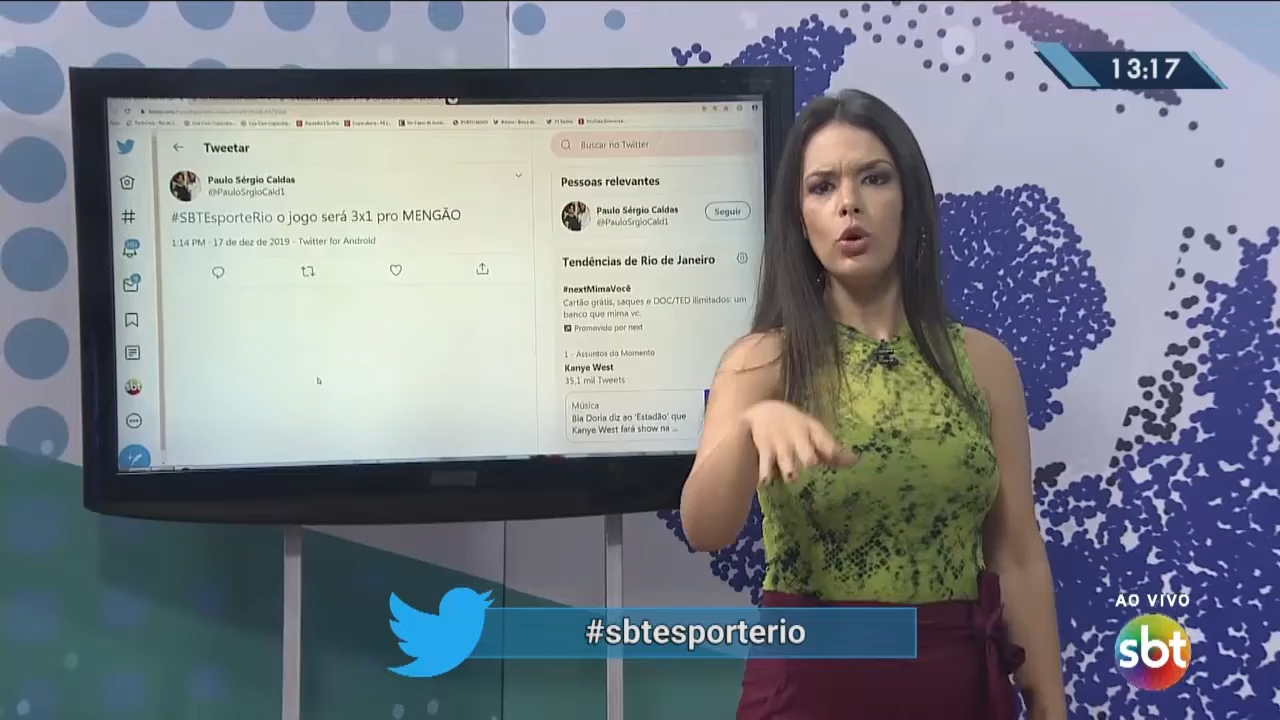 13:17
Tweetar
Buscar no Twitter
Paulo Sérgio Caldas
@PauloSrgioCald1
#SBTEsporteRio o jogo será 3x1 pro MENGÃO
1:14 PM · 17 de dez de 2019 · Twitter for Android
Pessoas relevantes
Paulo Sérgio Caldas
@PauloSrgioCald1
Seguir
Tendências de Rio de Janeiro
#nextMimaVocê
Cartão grátis, saques e DOC/TED ilimitados: um
banco que mima vc.
Promovido por next
1 · Assuntos do Momento
Kanye West
35,1 mil Tweets
Música
Bia Doria diz ao 'Estadão' que
Kanye West fará show na ...
sbt
#sbtesporterio
AO VIVO
sbt